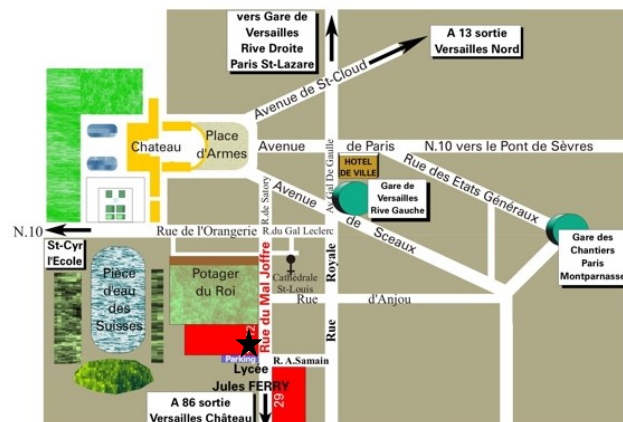 vers Gare de
Versailles
Rive Droite
Paris St-Lazare
A 13 sortie
Versailles Nord
Avenue de St-Cloud
Chateau
Place
d'Armes
Avenue de Paris
N.10 vers le Pont de Sèvres
HOTEL
DE VILLE
Rue des Etats Généraux
Av. Gal De Gaulle
R.de Satory
Avenue de Sceaux
Gare de
Versailles
Rive Gauche
N.10
Rue de l'Orangerie
R.du Gal Leclerc
St-Cyr
l'Ecole
Gare des
Chantiers
Paris
Montparnasse
Pièce
d'eau
des
Suisses
Potager
du Roi
Rue du Mal Joffre
Cathédrale
St-Louis
Rue Royale
Rue d'Anjou
Parking
Lycée
Jules FERRY
R. A.Samain
29
A 86 sortie
Versailles Château